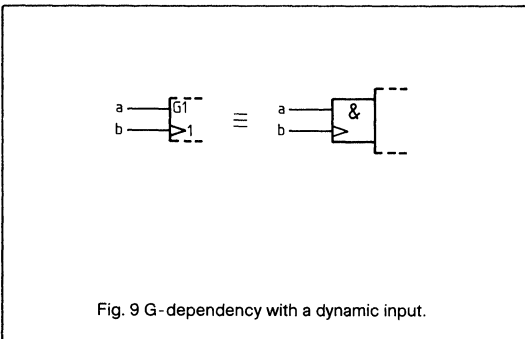 a G1 a &
b 1 ≡ b
Fig. 9 G-dependency with a dynamic input.